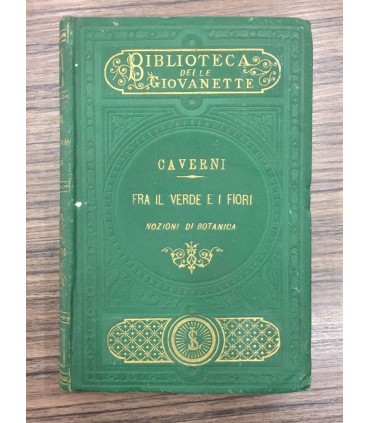 BIBLIOTECA
DELLE
GIOVANETTE
CAVERNI
FRA IL VERDE E I FIORI
NOZIONI DI BOTANICA